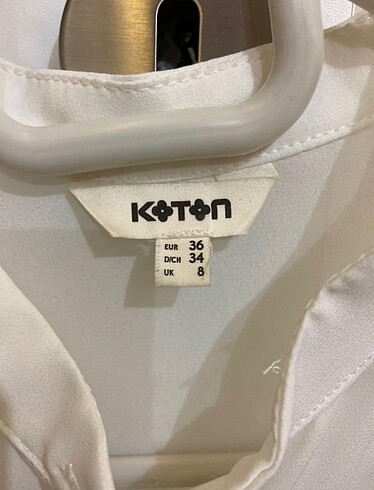 KOTON
EUR 36
D/CH 34
UK 8